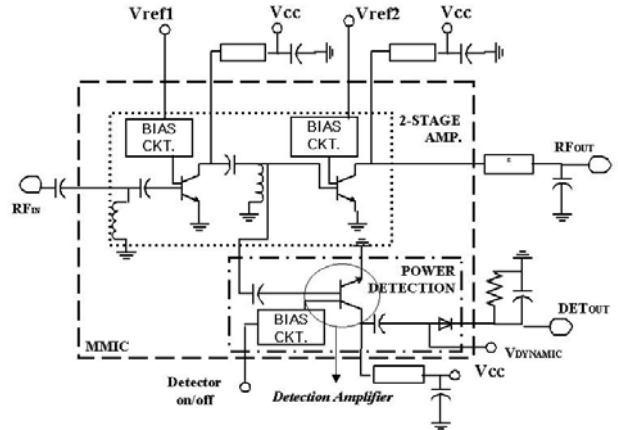 Vref1
Vcc
Vref2
Vcc
BIAS
CKT.
BIAS
CKT.
2-STAGE
AMP.
RFOUT
RFIN
POWER
DETECTION
BIAS
CKT.
DETOUT
MMIC
VDYNAMIC
Vcc
Detector
on/off
Detection Amplifier